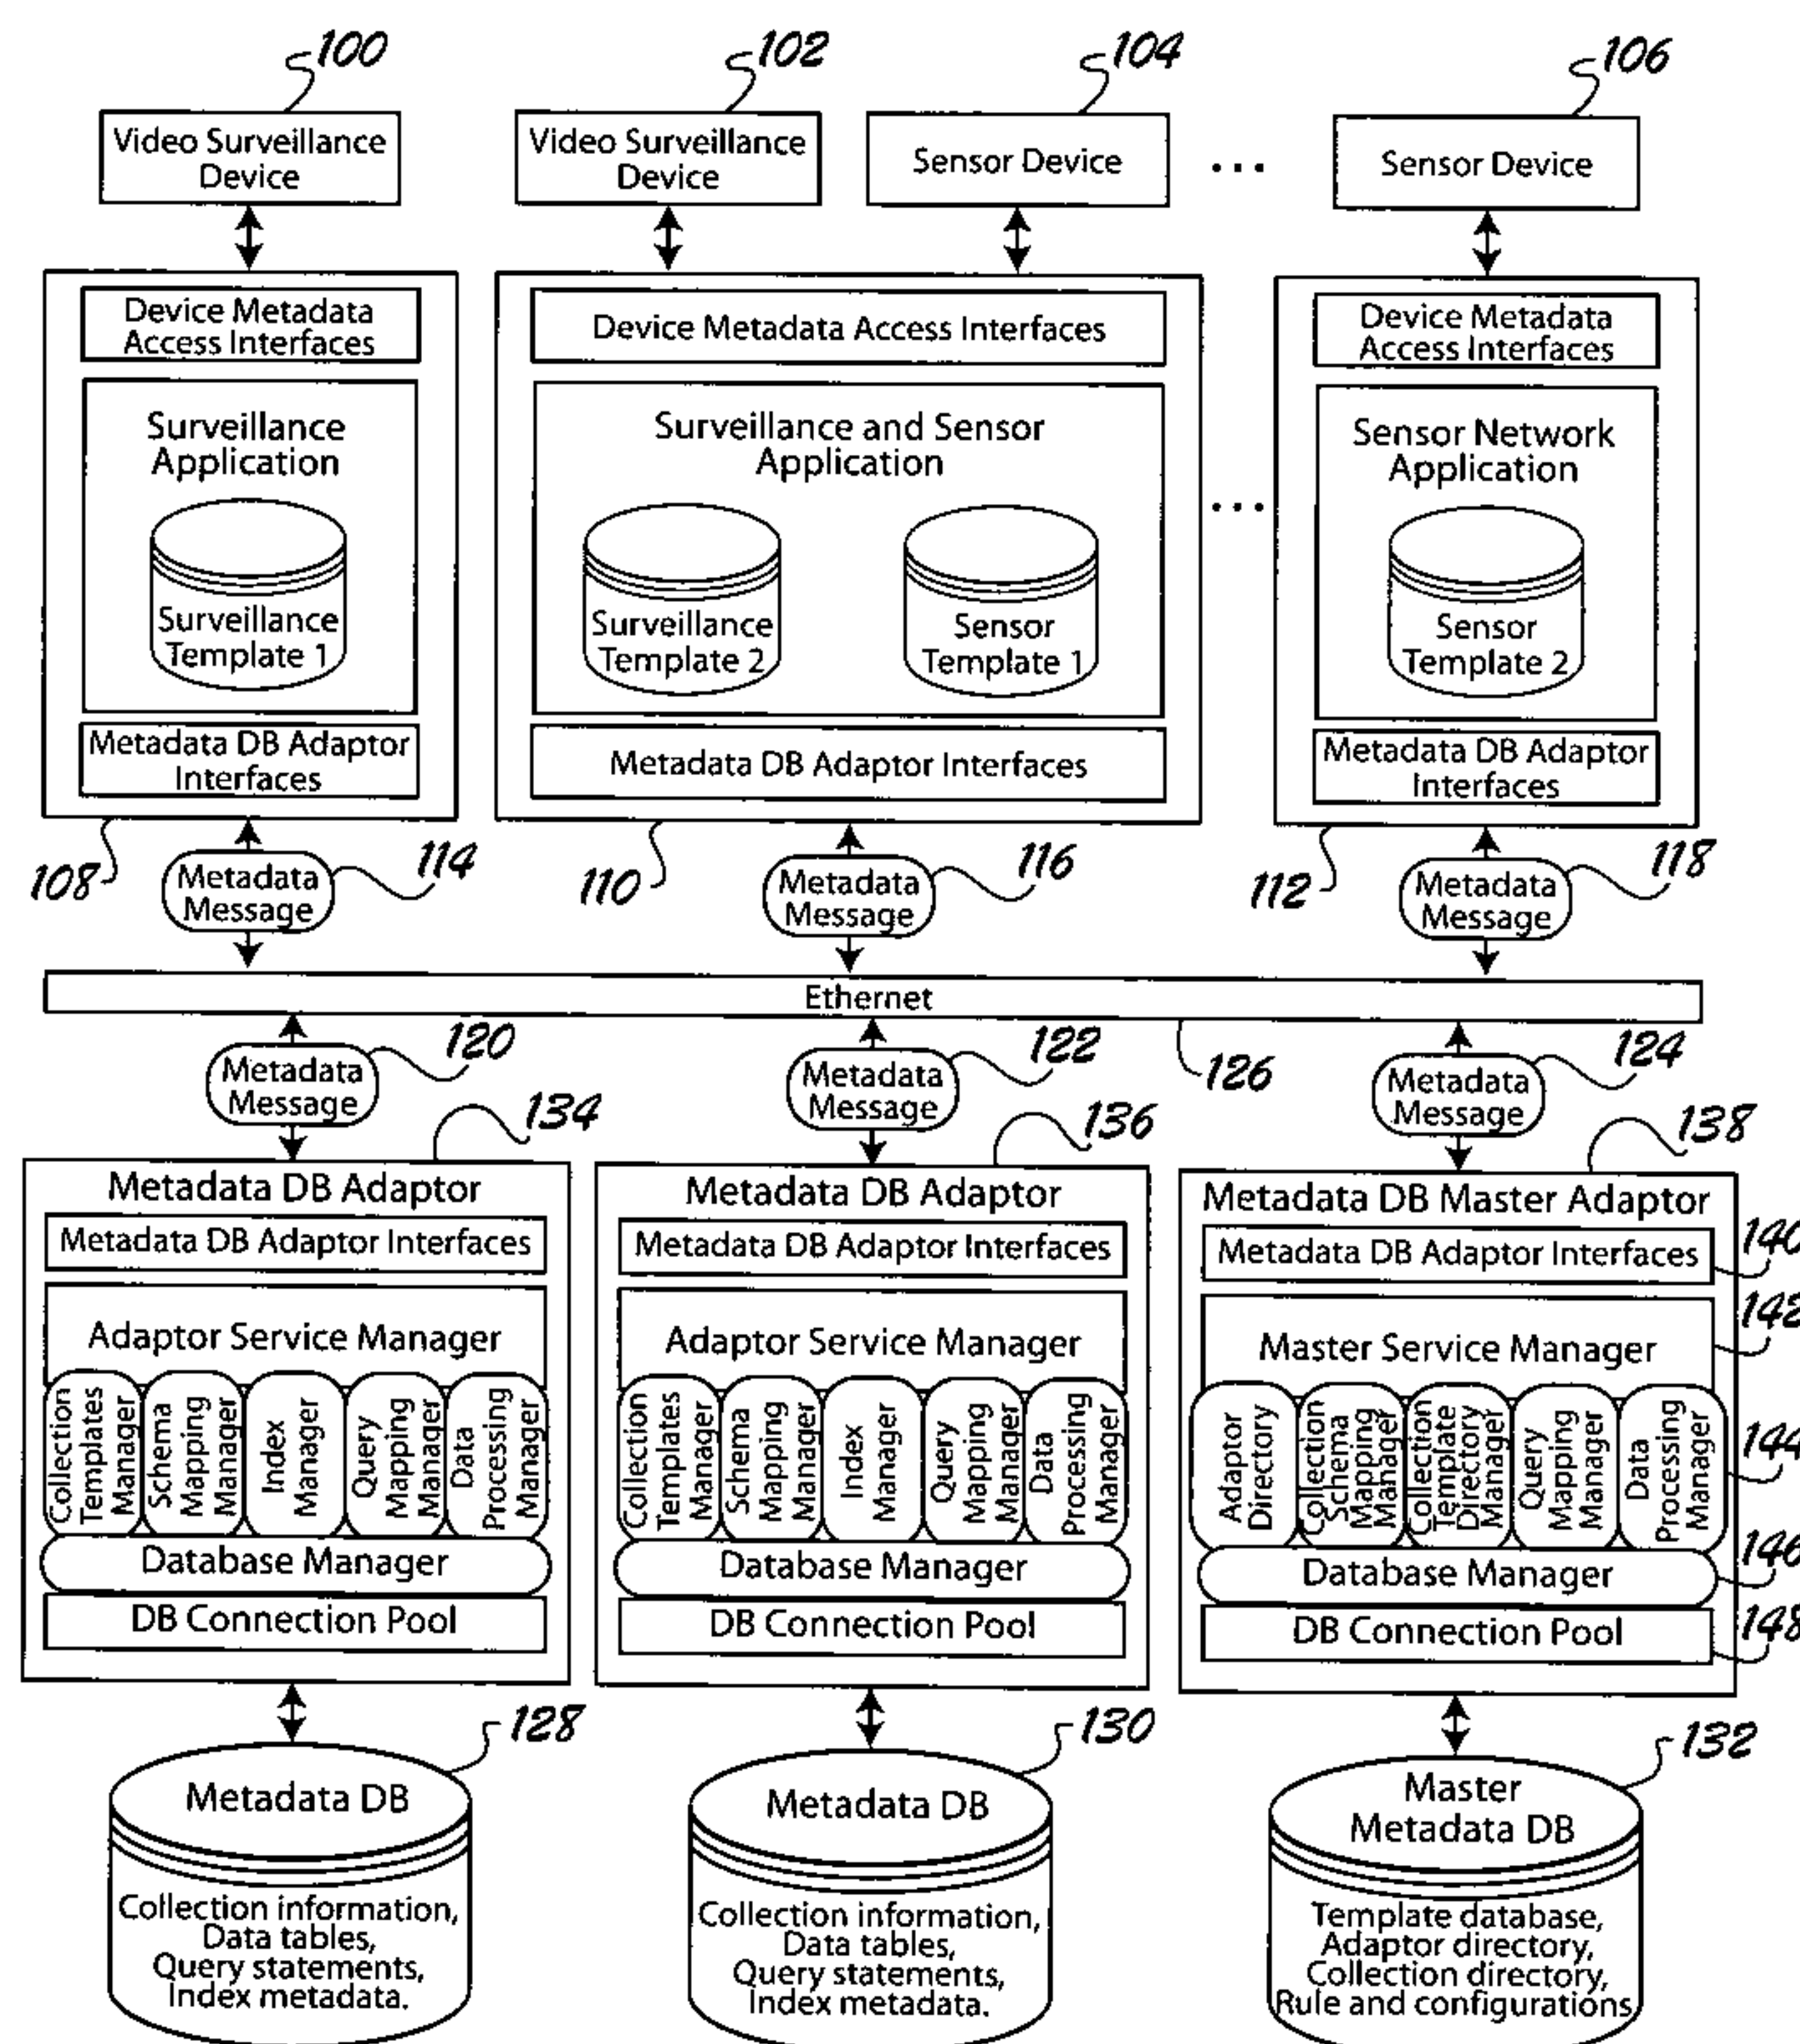 100
102
104
106
Video Surveillance
Device
Video Surveillance
Device
Sensor Device
...
Sensor Device
Device Metadata
Access Interfaces
Surveillance
Application
Surveillance
Template 1
Metadata DB Adaptor
Interfaces
Device Metadata Access Interfaces
Surveillance and Sensor
Application
Surveillance
Template 2
Sensor
Template 1
Metadata DB Adaptor Interfaces
...
Device Metadata
Access Interfaces
Sensor Network
Application
Sensor
Template 2
Metadata DB Adaptor
Interfaces
108
Metadata
Message
114
110
Metadata
Message
116
112
Metadata
Message
118
Ethernet
Metadata
Message
120
Metadata
Message
122
126
Metadata
Message
124
134
136
138
Metadata DB Adaptor
Metadata DB Adaptor Interfaces
Adaptor Service Manager
Collection
Templates
Manager
Schema
Mapping
Manager
Index
Manager
Query
Mapping
Manager
Data
Processing
Manager
Database Manager
DB Connection Pool
Metadata DB Adaptor
Metadata DB Adaptor Interfaces
Adaptor Service Manager
Collection
Templates
Manager
Schema
Mapping
Manager
Index
Manager
Query
Mapping
Manager
Data
Processing
Manager
Database Manager
DB Connection Pool
Metadata DB Master Adaptor
Metadata DB Adaptor Interfaces
140
Master Service Manager
142
Adaptor
Directory
Collection
Schema
Mapping
Manager
Collection
Template
Directory
Manager
Query
Mapping
Manager
Data
Processing
Manager
144
Database Manager
146
DB Connection Pool
148
128
Metadata DB
Collection information,
Data tables,
Query statements,
Index metadata.
130
Metadata DB
Collection information,
Data tables,
Query statements,
Index metadata.
132
Master
Metadata DB
Template database,
Adaptor directory,
Collection directory,
Rule and configurations